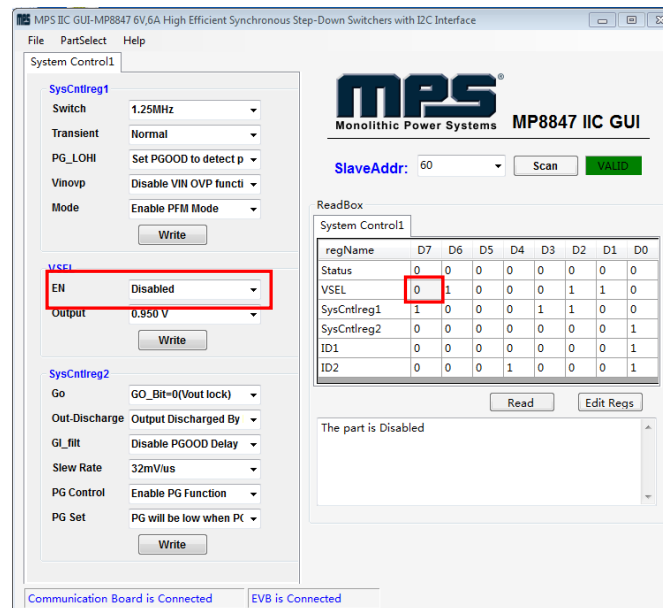 MPS IIC GUI-MP8847 6V,6A High Efficient Synchronous Step-Down Switchers with I2C Interface
File PartSelect Help
System Control1
SysCntlreg1
Switch 1.25MHz
Transient Normal
PG_LOHI Set PGOOD to detect p
Vinovp Disable VIN OVP functi
Mode Enable PFM Mode
Write
VSEL
EN Disabled
Output 0.950 V
Write
SysCntlreg2
Go GO_Bit=0(Vout lock)
Out-Discharge Output Discharged By
GI_filt Disable PGOOD Delay
Slew Rate 32mV/us
PG Control Enable PG Function
PG Set PG will be low when P(
Write
mps®
Monolithic Power Systems MP8847 IIC GUI
SlaveAddr: 60 Scan VALID
ReadBox
System Control1
regName D7 D6 D5 D4 D3 D2 D1 D0
Status 0 0 0 0 0 0 0 0
VSEL 0 1 0 0 0 1 1 0
SysCntlreg1 1 0 0 0 1 1 0 0
SysCntlreg2 0 0 0 0 0 0 0 1
ID1 0 0 0 0 0 0 0 1
ID2 0 0 0 1 0 0 0 1
Read Edit Regs
The part is Disabled
Communication Board is Connected EVB is Connected